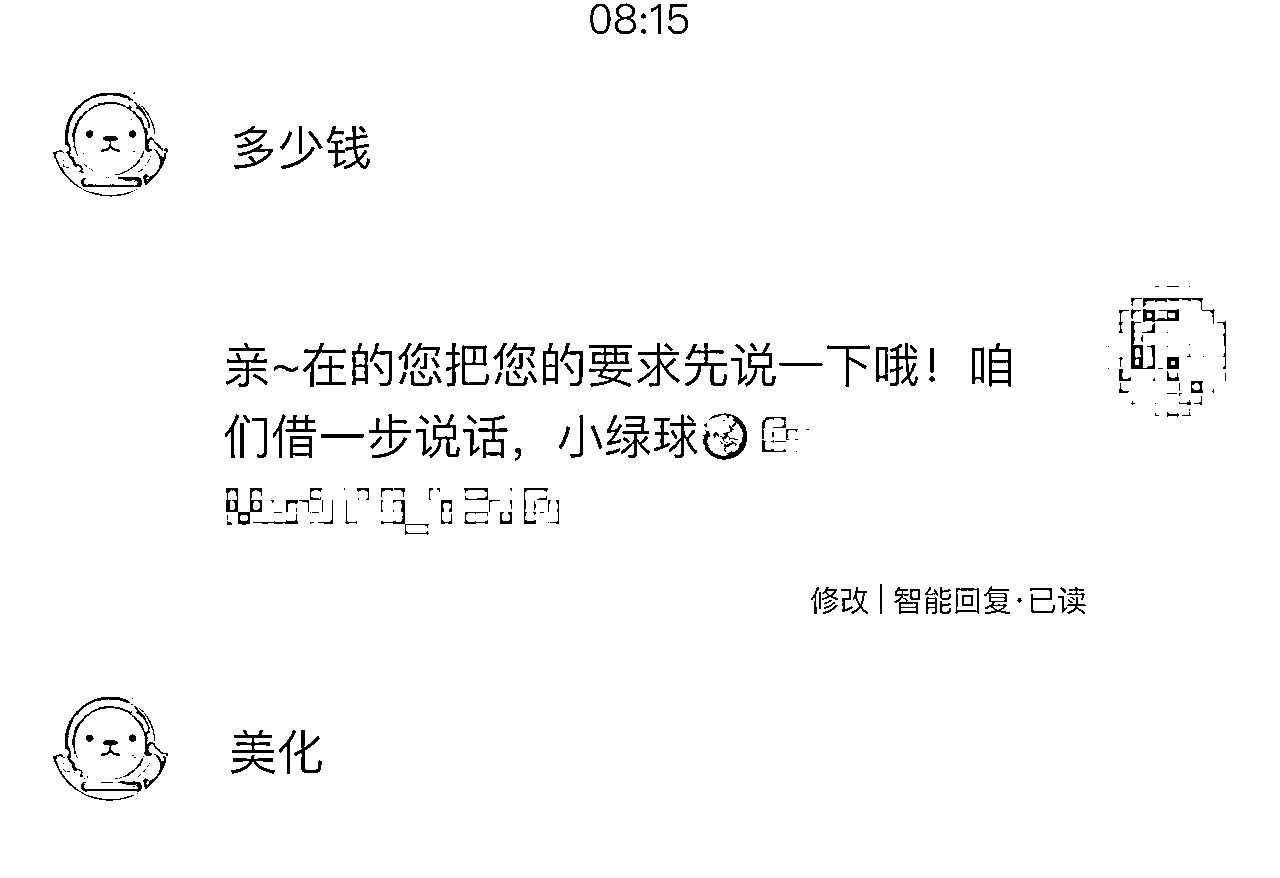 08:15
多少钱
亲~在的您把您的要求先说一下哦！咱
们借一步说话，小绿球
修改 | 智能回复·已读
美化